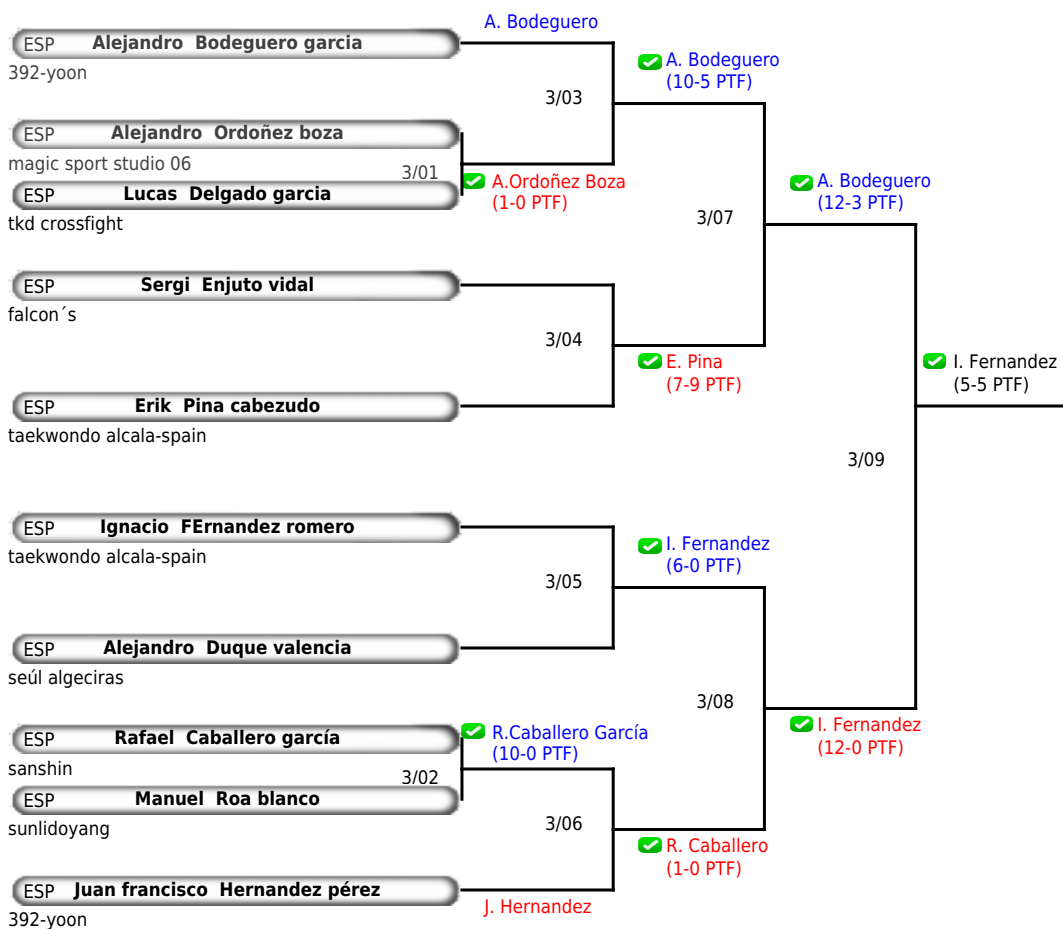 A. Bodeguero
ESP Alejandro Bodeguero garcia
392-yoon
A. Bodeguero
(10-5 PTF)
3/03
ESP Alejandro Ordoñez boza
magic sport studio 06
3/01
A.Ordoñez Boza
(1-0 PTF)
ESP Lucas Delgado garcia
tkd crossfight
A. Bodeguero
(12-3 PTF)
3/07
ESP Sergi Enjuto vidal
falcon´s
3/04
E. Pina
(7-9 PTF)
I. Fernandez
(5-5 PTF)
ESP Erik Pina cabezudo
taekwondo alcala-spain
3/09
ESP Ignacio FErnandez romero
taekwondo alcala-spain
I. Fernandez
(6-0 PTF)
3/05
ESP Alejandro Duque valencia
seúl algeciras
3/08
I. Fernandez
(12-0 PTF)
ESP Rafael Caballero garcía
sanshin
R.Caballero García
(10-0 PTF)
3/02
ESP Manuel Roa blanco
sunlidoyang
3/06
R. Caballero
(1-0 PTF)
ESP Juan francisco Hernandez pérez
392-yoon
J. Hernandez